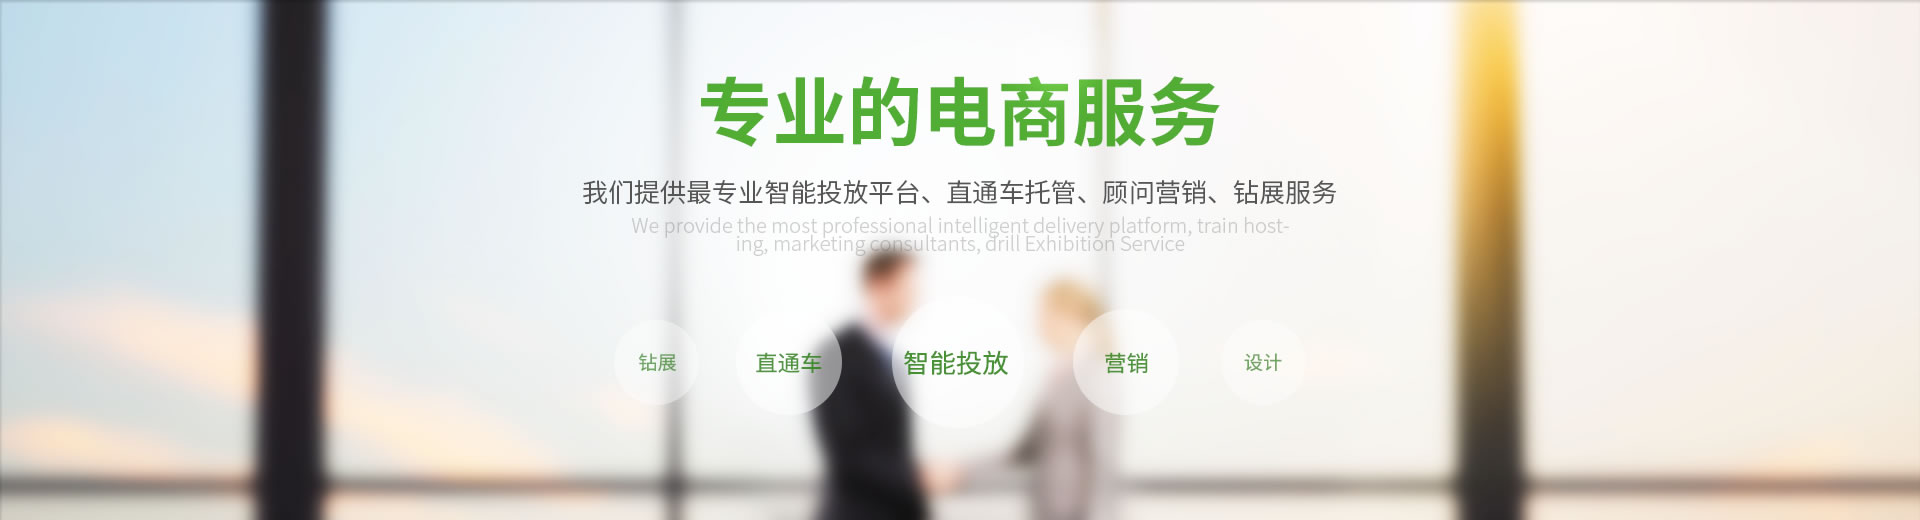 专业的电商服务
我们提供最专业智能投放平台、直通车托管、顾问营销、钻展服务
We provide the most professional intelligent delivery platform, train host-
ing, marketing consultants, drill Exhibition Service
钻展
直通车
智能投放
营销
设计